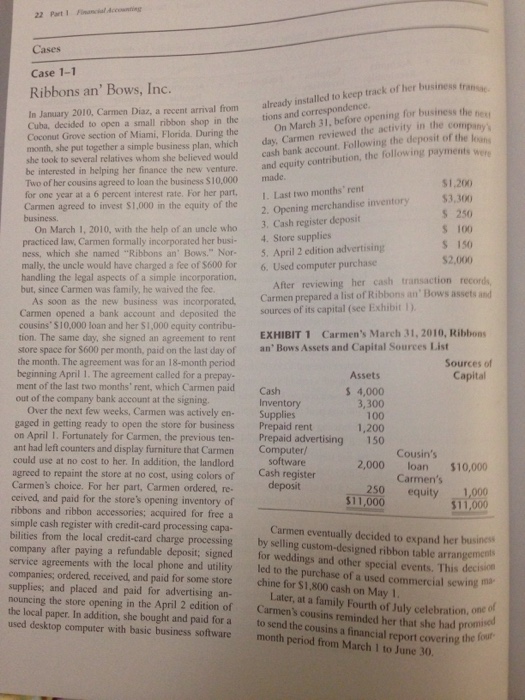 22 Part 1 Financial Accounting
Cases
Case 1–1
Ribbons an' Bows, Inc.
In January 2010, Carmen Diaz, a recent arrival from
Cuba, decided to open a small ribbon shop in the
Coconut Grove section of Miami, Florida. During the
month, she put together a simple business plan, which
she took to several relatives whom she believed would
be interested in helping her finance the new venture.
Two of her cousins agreed to loan the business $10,000
for one year at a 6 percent interest rate. For her part,
Carmen agreed to invest $1,000 in the equity of the
business.
On March 1, 2010, with the help of an uncle who
practiced law, Carmen formally incorporated her busi-
ness, which she named "Ribbons an' Bows." Nor-
mally, the uncle would have charged a fee of $600 for
handling the legal aspects of a simple incorporation,
but, since Carmen was family, he waived the fee.
As soon as the new business was incorporated,
Carmen opened a bank account and deposited the
cousins' $10,000 loan and her $1,000 equity contribu-
tion. The same day, she signed an agreement to rent
store space for $600 per month, paid on the last day of
the month. The agreement was for an 18-month period
beginning April 1. The agreement called for a prepay-
ment of the last two months' rent, which Carmen paid
out of the company bank account at the signing.
Over the next few weeks, Carmen was actively en-
gaged in getting ready to open the store for business
on April 1. Fortunately for Carmen, the previous ten-
ant had left counters and display furniture that Carmen
could use at no cost to her. In addition, the landlord
agreed to repaint the store at no cost, using colors of
Carmen's choice. For her part, Carmen ordered, re-
ceived, and paid for the store's opening inventory of
ribbons and ribbon accessories; acquired for free a
simple cash register with credit-card processing capa-
bilities from the local credit-card charge processing
company after paying a refundable deposit; signed
service agreements with the local phone and utility
companies; ordered, received, and paid for some store
supplies; and placed and paid for advertising an-
nouncing the store opening in the April 2 edition of
the local paper. In addition, she bought and paid for a
used desktop computer with basic business software
already installed to keep track of her business transac-
tions and correspondence.
On March 31, before opening for business the next
day, Carmen reviewed the activity in the company's
cash bank account. Following the deposit of the loans
and equity contribution, the following payments were
made.
1. Last two months' rent $1,200
2. Opening merchandise inventory $3,300
3. Cash register deposit $ 250
4. Store supplies $ 100
5. April 2 edition advertising $ 150
6. Used computer purchase $2,000
After reviewing her cash transaction records,
Carmen prepared a list of Ribbons an' Bows assets and
sources of its capital (see Exhibit 1).
EXHIBIT 1 Carmen's March 31, 2010, Ribbons
an' Bows Assets and Capital Sources List
Sources of
Assets Capital
Cash $ 4,000
Inventory 3,300
Supplies 100
Prepaid rent 1,200
Prepaid advertising 150
Computer/ Cousin's
software 2,000 loan $10,000
Cash register Carmen's
deposit 250 equity 1,000
$11,000 $11,000
Carmen eventually decided to expand her business
by selling custom-designed ribbon table arrangements
for weddings and other special events. This decision
led to the purchase of a used commercial sewing ma-
chine for $1,800 cash on May 1.
Later, at a family Fourth of July celebration, one of
Carmen's cousins reminded her that she had promised
to send the cousins a financial report covering the four-
month period from March 1 to June 30.